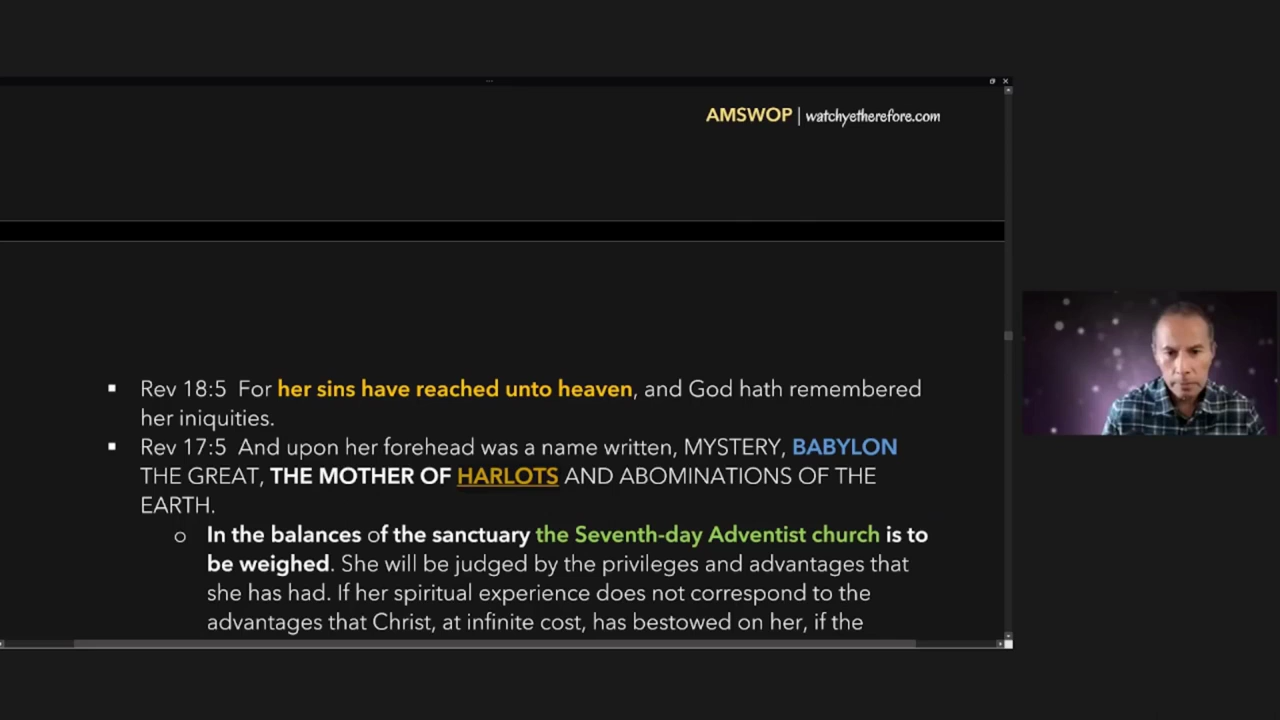 AMSWOP | watchyetherefore.com
▪ Rev 18:5 For her sins have reached unto heaven, and God hath remembered
her iniquities.
▪ Rev 17:5 And upon her forehead was a name written, MYSTERY, BABYLON
THE GREAT, THE MOTHER OF HARLOTS AND ABOMINATIONS OF THE
EARTH.
o In the balances of the sanctuary the Seventh-day Adventist church is to
be weighed. She will be judged by the privileges and advantages that
she has had. If her spiritual experience does not correspond to the
advantages that Christ, at infinite cost, has bestowed on her, if the